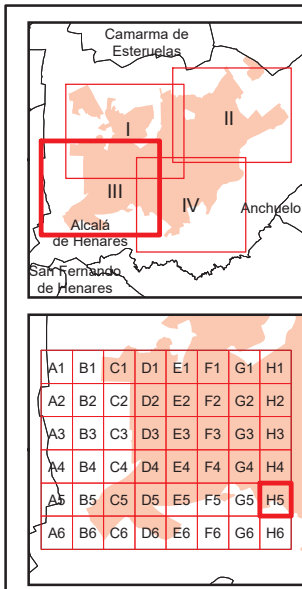 Camarma de
Esteruelas
I
II
III
IV
Anchuelo
Alcalá
de Henares
San Fernando
de Henares
A1 B1 C1 D1 E1 F1 G1 H1
A2 B2 C2 D2 E2 F2 G2 H2
A3 B3 C3 D3 E3 F3 G3 H3
A4 B4 C4 D4 E4 F4 G4 H4
A5 B5 C5 D5 E5 F5 G5 H5
A6 B6 C6 D6 E6 F6 G6 H6